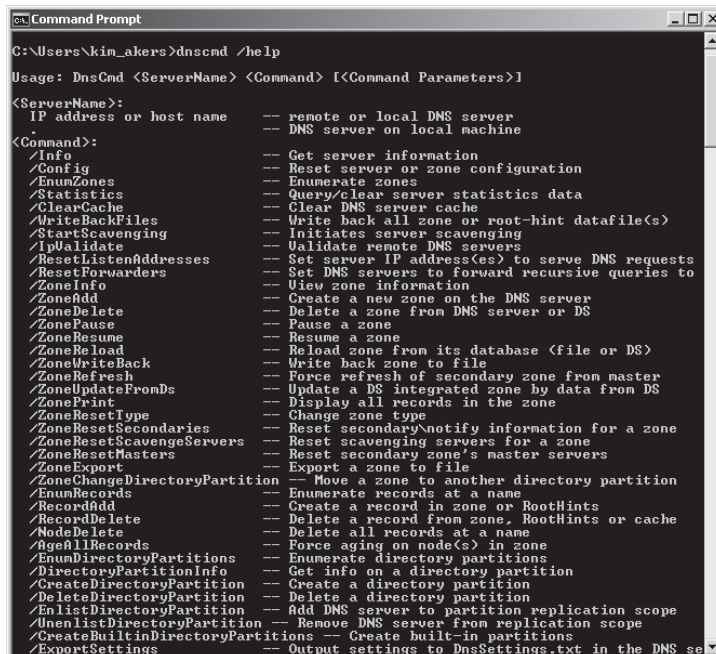 Command Prompt
C:\Users\kim_akers>dnscmd /help
Usage: DnsCmd <ServerName> <Command> [<Command Parameters>]
<ServerName>:
IP address or host name -- remote or local DNS server
. -- DNS server on local machine
<Command>:
/Info -- Get server information
/Config -- Reset server or zone configuration
/EnumZones -- Enumerate zones
/Statistics -- Query/clear server statistics data
/ClearCache -- Clear DNS server cache
/WriteBackFiles -- Write back all zone or root-hint datafile(s)
/StartScavenging -- Initiates server scavenging
/IpValidate -- Validate remote DNS servers
/ResetListenAddresses -- Set server IP address(es) to serve DNS requests
/ResetForwarders -- Set DNS servers to forward recursive queries to
/ZoneInfo -- View zone information
/ZoneAdd -- Create a new zone on the DNS server
/ZoneDelete -- Delete a zone from DNS server or DS
/ZonePause -- Pause a zone
/ZoneResume -- Resume a zone
/ZoneReload -- Reload zone from its database (file or DS)
/ZoneWriteBack -- Write back zone to file
/ZoneRefresh -- Force refresh of secondary zone from master
/ZoneUpdateFromDs -- Update a DS integrated zone by data from DS
/ZonePrint -- Display all records in the zone
/ZoneResetType -- Change zone type
/ZoneResetSecondaries -- Reset secondary\notify information for a zone
/ZoneResetScavengeServers -- Reset scavenging servers for a zone
/ZoneResetMasters -- Reset secondary zone's master servers
/ZoneExport -- Export a zone to file
/ZoneChangeDirectoryPartition -- Move a zone to another directory partition
/EnumRecords -- Enumerate records at a name
/RecordAdd -- Create a record in zone or RootHints
/RecordDelete -- Delete a record from zone, RootHints or cache
/NodeDelete -- Delete all records at a name
/AgeAllRecords -- Force aging on node(s) in zone
/EnumDirectoryPartitions -- Enumerate directory partitions
/DirectoryPartitionInfo -- Get info on a directory partition
/CreateDirectoryPartition -- Create a directory partition
/DeleteDirectoryPartition -- Delete a directory partition
/EnlistDirectoryPartition -- Add DNS server to partition replication scope
/UnenlistDirectoryPartition -- Remove DNS server from replication scope
/CreateBuiltinDirectoryPartitions -- Create built-in partitions
/ExportSettings -- Output settings to DnsSettings.txt in the DNS se